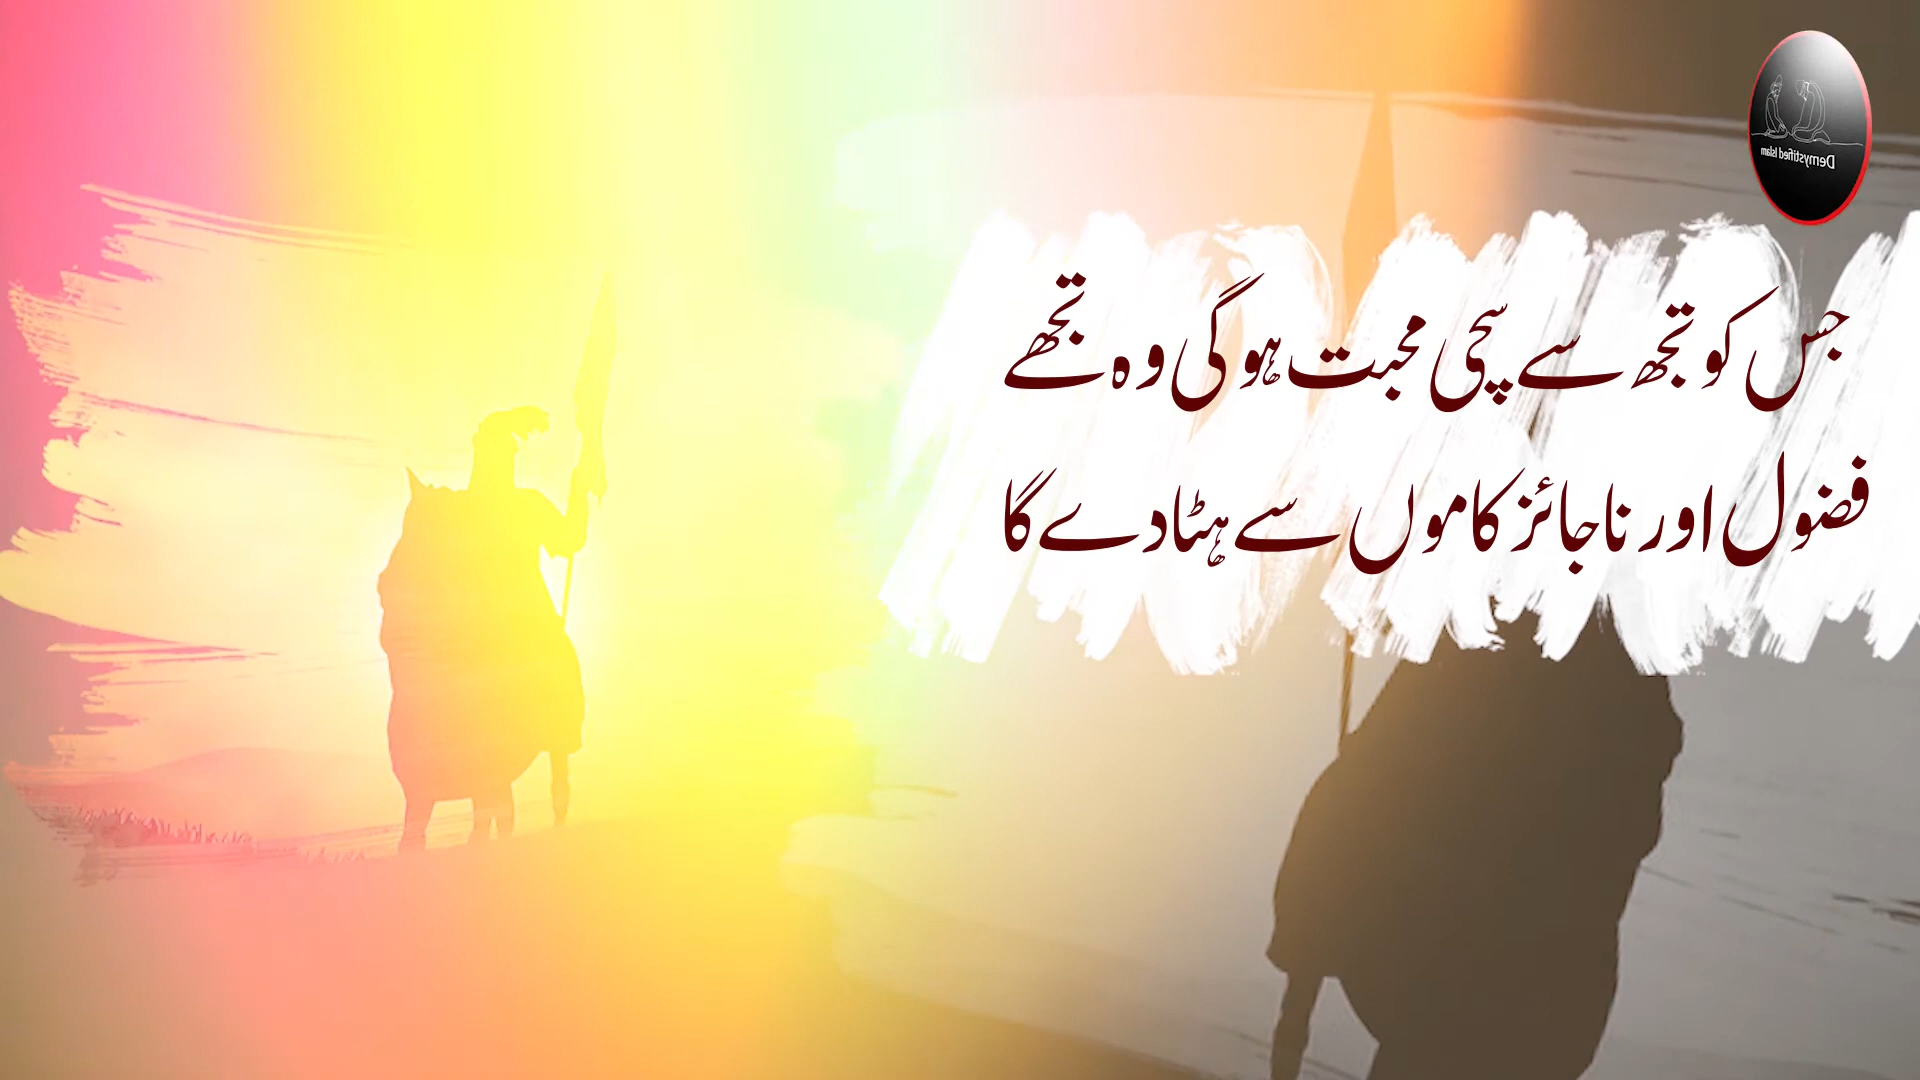 Demystified Islam
جس کو تجھ سے سچی محبت ہو گی وہ تجھے
فضول اور ناجائز کاموں سے ہٹا دے گا